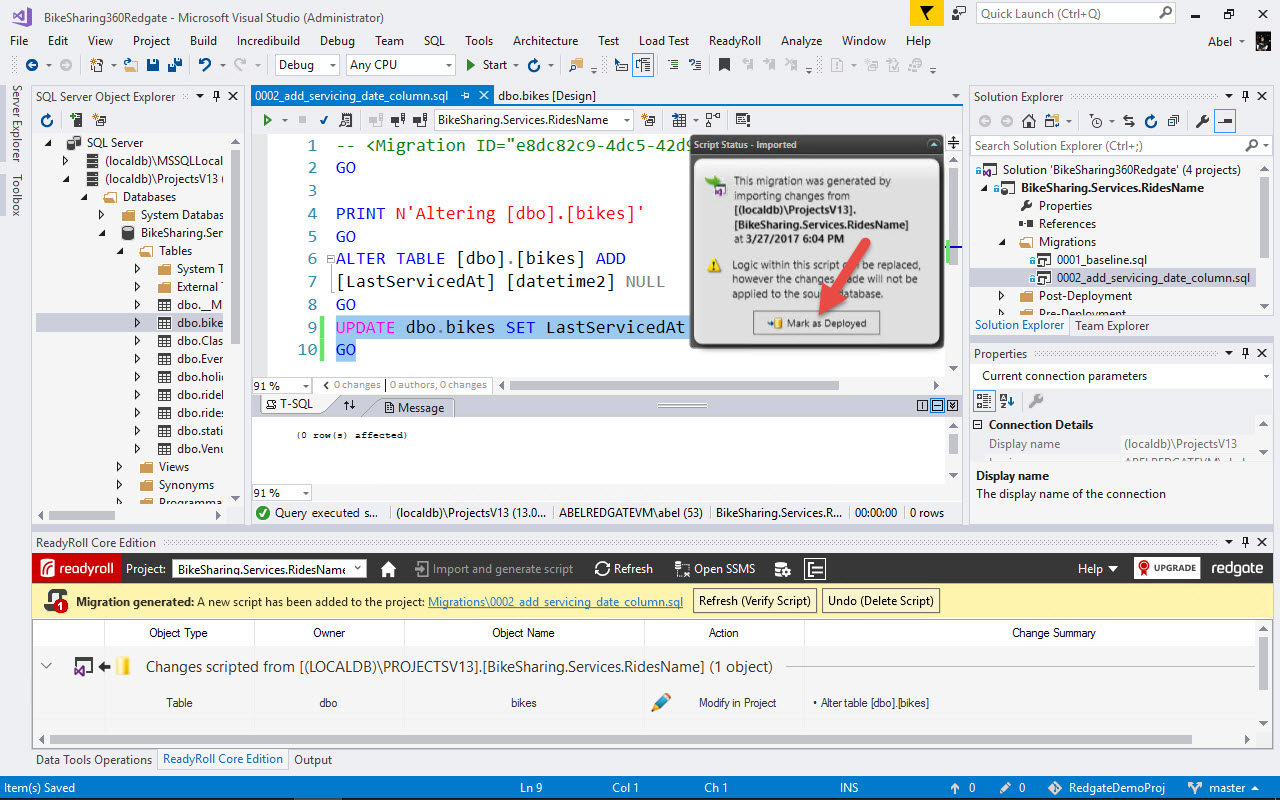 BikeSharing360Redgate - Microsoft Visual Studio (Administrator)
Quick Launch (Ctrl+Q)
File Edit View Project Build Incredibuild Debug Team SQL Tools Architecture Test Load Test ReadyRoll Analyze Window Help
Abel
Debug Any CPU Start
Server Explorer
Toolbox
SQL Server Object Explorer
SQL Server
(localdb)\MSSQLLocal
(localdb)\ProjectsV13 (
Databases
System Databas
BikeSharing.Ser
Tables
System T
External T
dbo.__M
dbo.bike
dbo.Clas
dbo.Even
dbo.holic
dbo.ridel
dbo.rides
dbo.stati
dbo.Venu
Views
Synonyms
Programma
0002_add_servicing_date_column.sql dbo.bikes [Design]
BikeSharing.Services.RidesName
1 -- <Migration ID="e8dc82c9-4dc5-42d9
2 GO
3
4 PRINT N'Altering [dbo].[bikes]'
5 GO
6 ALTER TABLE [dbo].[bikes] ADD
7 [LastServicedAt] [datetime2] NULL
8 GO
9 UPDATE dbo.bikes SET LastServicedAt
10 GO
Script Status - Imported
This migration was generated by
importing changes from
[(localdb)\ProjectsV13].
[BikeSharing.Services.RidesName]
at 3/27/2017 6:04 PM
Logic within this script can be replaced,
however the changes made will not be
applied to the source database.
Mark as Deployed
91 % 0 changes | 0 authors, 0 changes
T-SQL Message
(0 row(s) affected)
91 %
Query executed s... (localdb)\ProjectsV13 (13.0... ABELREDGATEVM\abel (53) BikeSharing.Services.R... 00:00:00 0 rows
Solution Explorer
Search Solution Explorer (Ctrl+;)
Solution 'BikeSharing360Redgate' (4 projects)
BikeSharing.Services.RidesName
Properties
References
Migrations
0001_baseline.sql
0002_add_servicing_date_column.sql
Post-Deployment
Pre-Deployment
Solution Explorer Team Explorer
Properties
Current connection parameters
Connection Details
Display name (localdb)\ProjectsV13
Display name
The display name of the connection
ReadyRoll Core Edition
readyroll Project: BikeSharing.Services.RidesName Import and generate script Refresh Open SSMS Help UPGRADE redgate
1 Migration generated: A new script has been added to the project: Migrations\0002_add_servicing_date_column.sql Refresh (Verify Script) Undo (Delete Script)
Object Type Owner Object Name Action Change Summary
Changes scripted from [(LOCALDB)\PROJECTSV13].[BikeSharing.Services.RidesName] (1 object)
Table dbo bikes Modify in Project • Alter table [dbo].[bikes]
Data Tools Operations ReadyRoll Core Edition Output
Item(s) Saved Ln 9 Col 1 Ch 1 INS 0 0 RedgateDemoProj master